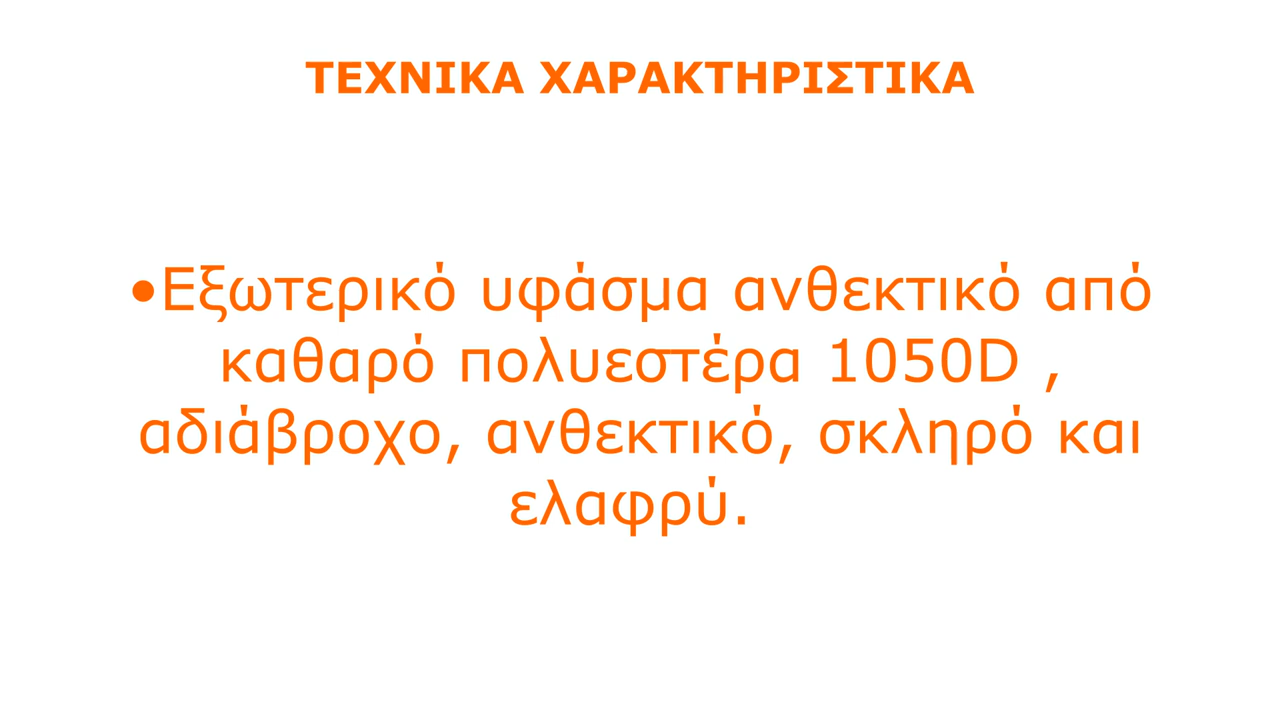 ΤΕΧΝΙΚΑ ΧΑΡΑΚΤΗΡΙΣΤΙΚΑ
•Εξωτερικό υφάσμα ανθεκτικό από
καθαρό πολυεστέρα 1050D ,
αδιάβροχο, ανθεκτικό, σκληρό και
ελαφρύ.